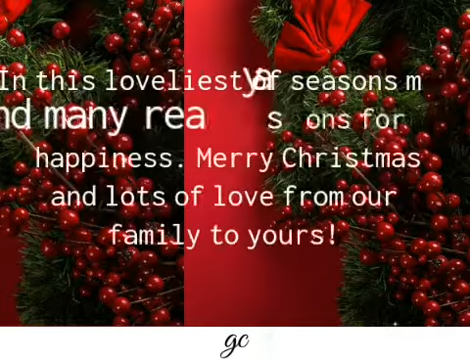 In this loveliest of seasons m
nd many rea s ons for
happiness. Merry Christmas
and lots of love from our
family to yours!
gc